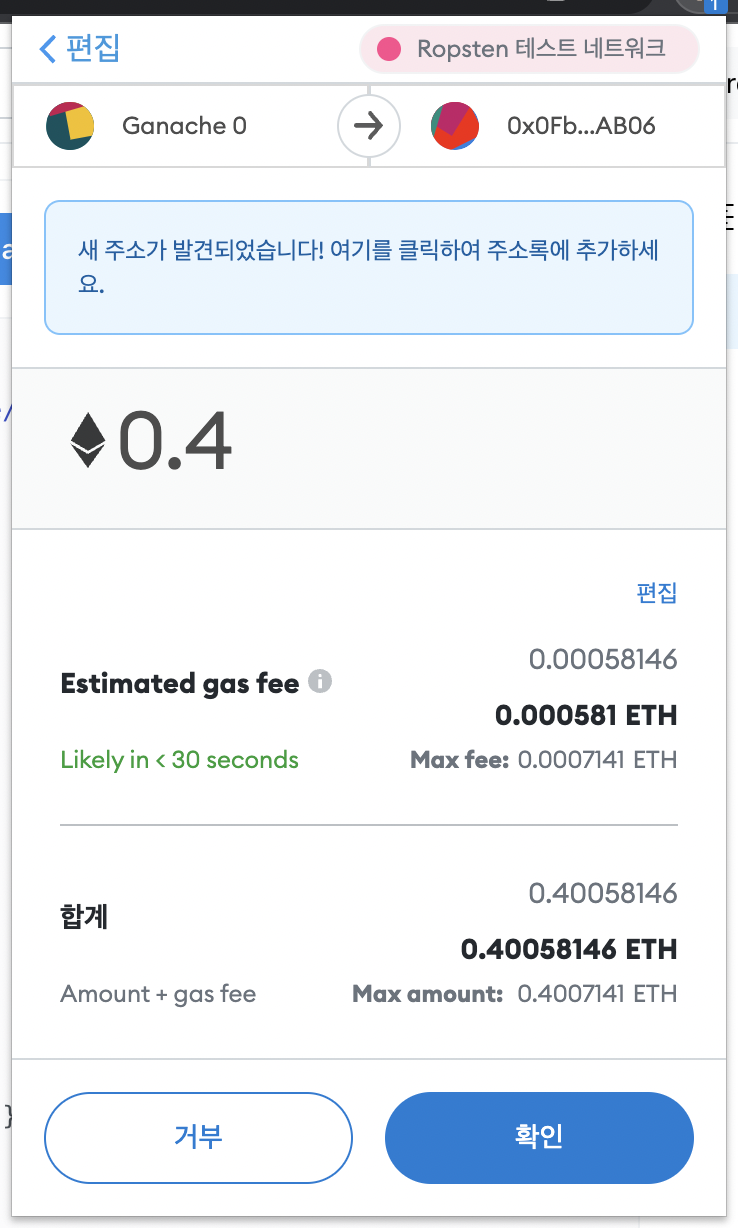 편집
Ropsten 테스트 네트워크
Ganache 0
0x0Fb...AB06
새 주소가 발견되었습니다! 여기를 클릭하여 주소록에 추가하세
요.
0.4
편집
0.00058146
Estimated gas fee
0.000581 ETH
Likely in < 30 seconds
Max fee: 0.0007141 ETH
0.40058146
합계
0.40058146 ETH
Amount + gas fee
Max amount: 0.4007141 ETH
거부
확인